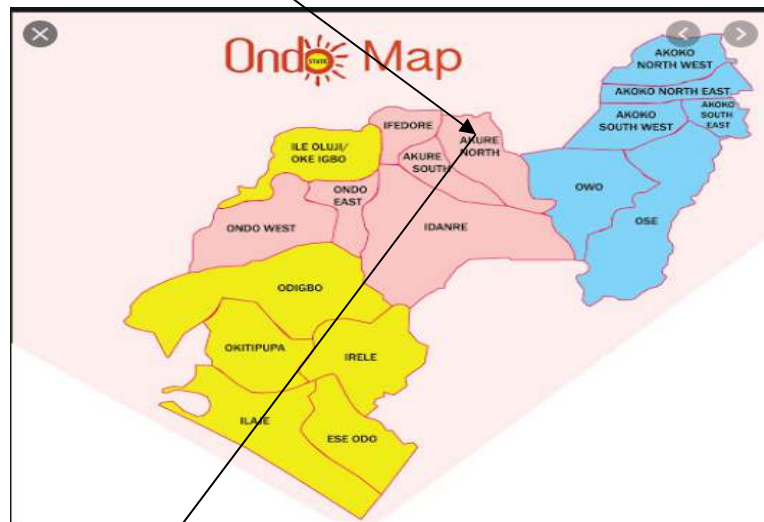 Ondo Map
STATE
AKOKO
NORTH WEST
AKOKO NORTH EAST
AKOKO
SOUTH WEST
AKOKO
SOUTH
EAST
IFEDORE
AKURE
NORTH
ILE OLUJI/
OKE IGBO
AKURE
SOUTH
ONDO
EAST
OWO
OSE
ONDO WEST
IDANRE
ODIGBO
OKITIPUPA
IRELE
ILAJE
ESE ODO